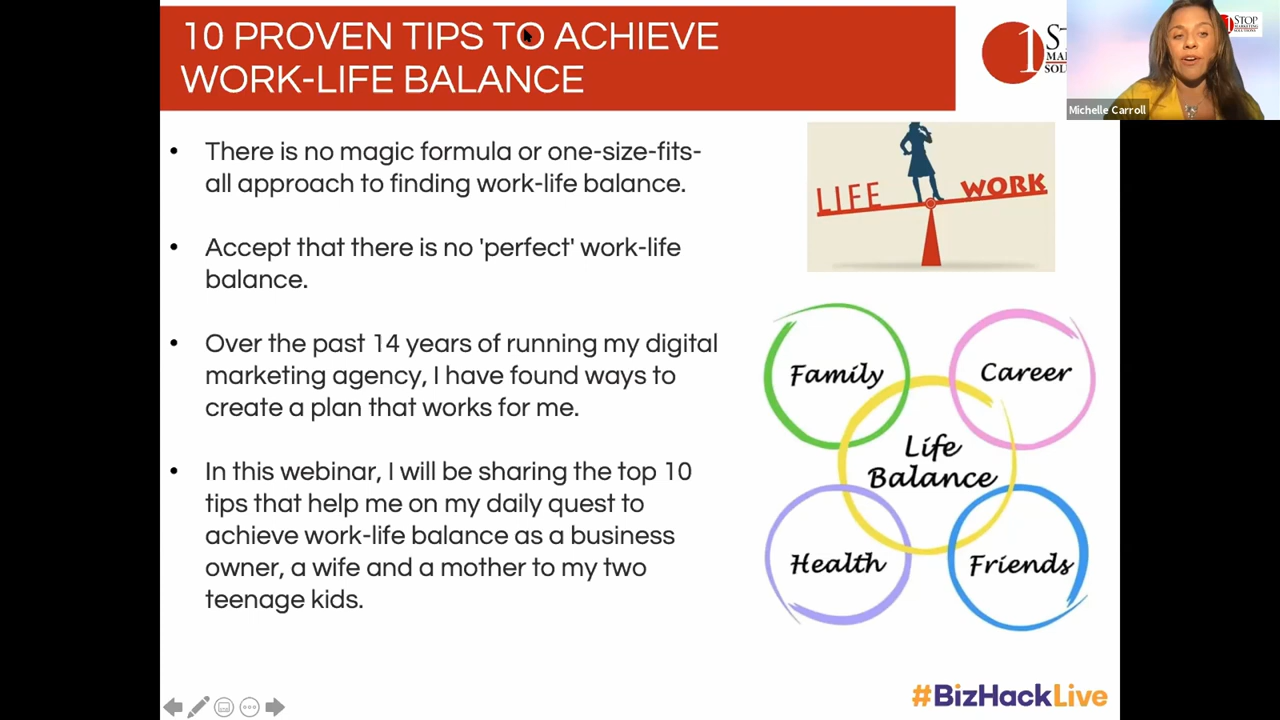 10 PROVEN TIPS TO ACHIEVE
WORK-LIFE BALANCE
1
STOP
Michelle Carroll
• There is no magic formula or one-size-fits-
all approach to finding work-life balance.
• Accept that there is no 'perfect' work-life
balance.
• Over the past 14 years of running my digital
marketing agency, I have found ways to
create a plan that works for me.
• In this webinar, I will be sharing the top 10
tips that help me on my daily quest to
achieve work-life balance as a business
owner, a wife and a mother to my two
teenage kids.
LIFE WORK
Family
Career
Life
Balance
Health
Friends
#BizHackLive